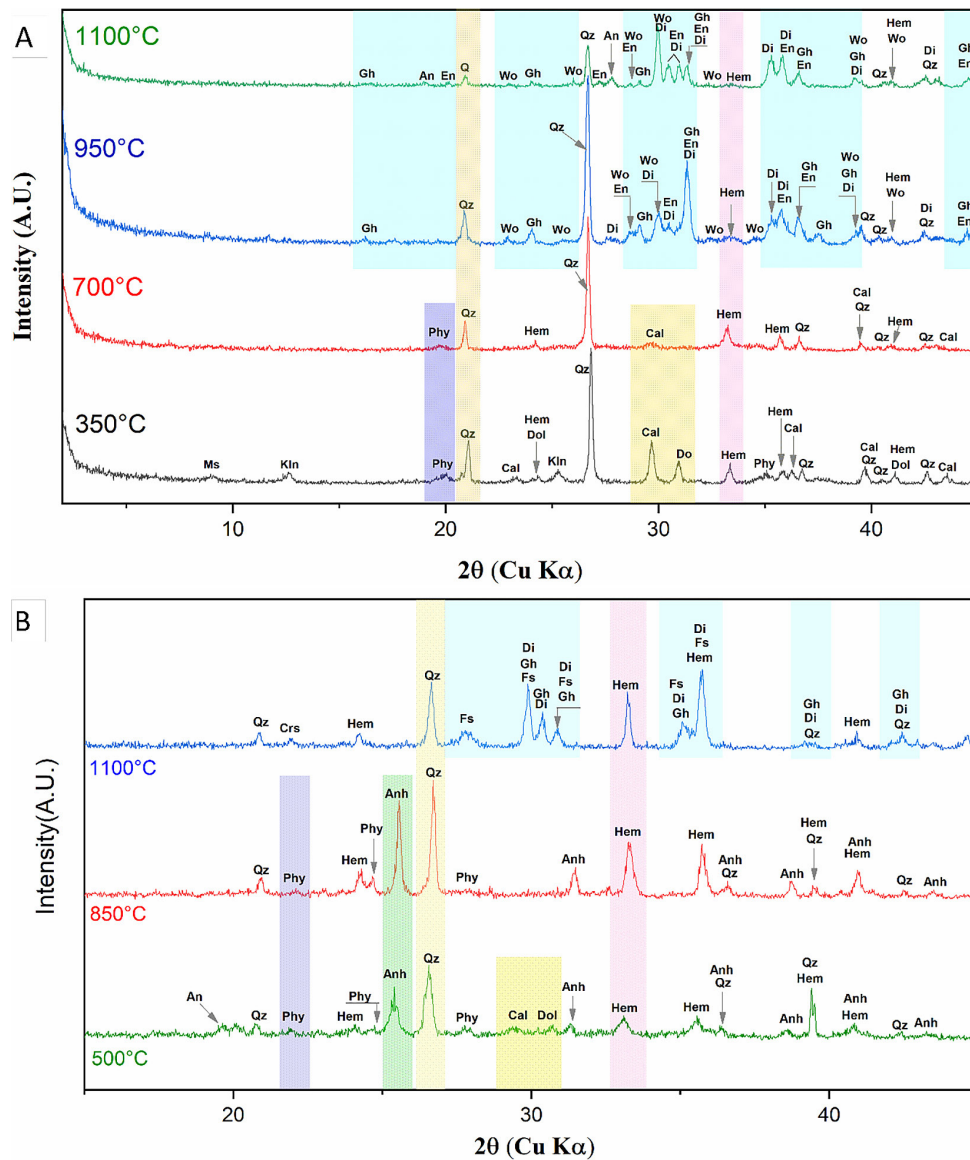 A
1100°C
Gh
An
En
Q
Wo
Gh
Wo
Qz
En
An
Wo
En
Gh
Wo
Di
En
Di
Gh
En
Di
Wo
Hem
Di
Di
En
Gh
En
Wo
Gh
Di
Hem
Wo
Qz
Di
Qz
Gh
En
950°C
Gh
Qz
Wo
Gh
Wo
Qz
Di
Wo
En
Gh
Wo
Di
En
Di
Gh
En
Di
Wo
Hem
Wo
Di
Di
En
Gh
En
Gh
Wo
Gh
Di
Qz
Qz
Hem
Wo
Di
Qz
Gh
En
700°C
Phy
Qz
Hem
Qz
Cal
Hem
Hem
Qz
Cal
Qz
Qz
Hem
Qz
Cal
350°C
Ms
Kln
Phy
Qz
Cal
Hem
Dol
Kln
Qz
Cal
Do
Hem
Phy
Hem
Cal
Qz
Cal
Qz
Qz
Hem
Dol
Qz
Cal
Intensity (A.U.)
10
20
30
40
2θ (Cu Kα)
B
Qz
Crs
Hem
Qz
Fs
Di
Gh
Fs
Gh
Di
Di
Fs
Gh
Hem
Fs
Di
Gh
Di
Fs
Hem
Gh
Di
Qz
Hem
Gh
Di
Qz
1100°C
Qz
Phy
Hem
Phy
Anh
Qz
Phy
Anh
Hem
Hem
Anh
Qz
Anh
Hem
Qz
Anh
Hem
Qz
Anh
850°C
An
Qz
Phy
Hem
Phy
Anh
Qz
Phy
Cal
Dol
Anh
Hem
Hem
Anh
Qz
Anh
Qz
Hem
Anh
Hem
Qz
Anh
500°C
Intensity(A.U.)
20
30
40
2θ (Cu Kα)